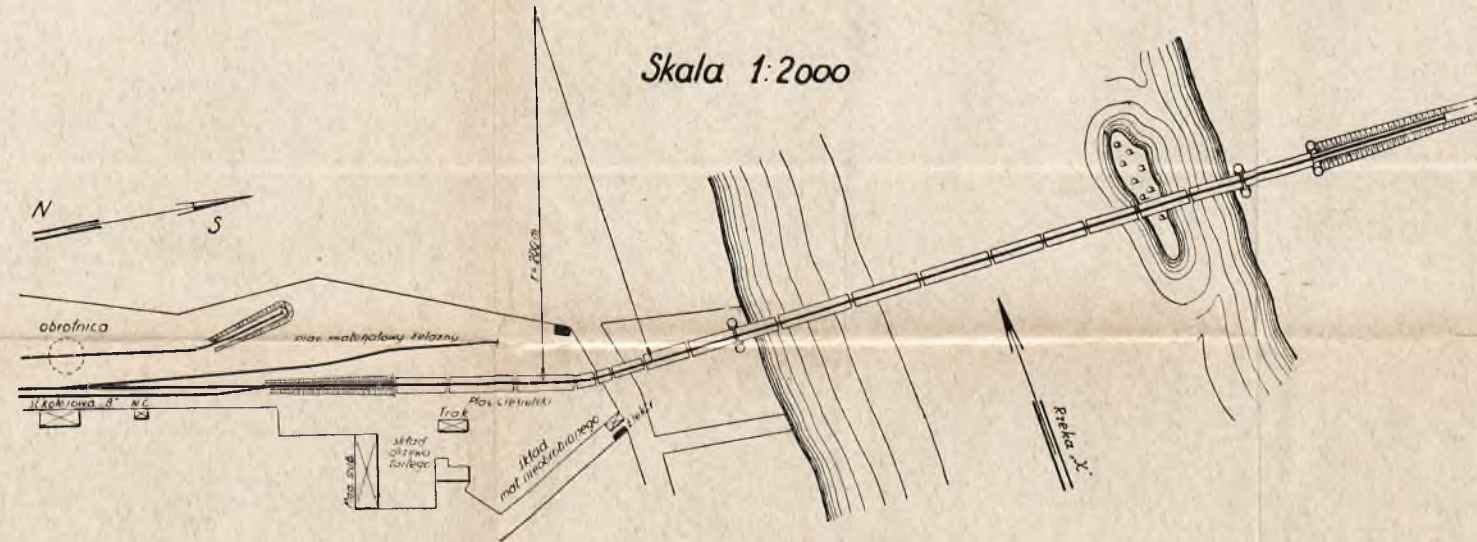 Skala 1:2000
N
S
r=200m
obrotnica
plac materjałowy żelazny
st. kolejowa „B”
W.C.
Plac ciesielski
Trak
skład
drzewa
tartego
skład
mat. nieobrobionego
Rzeka „X”